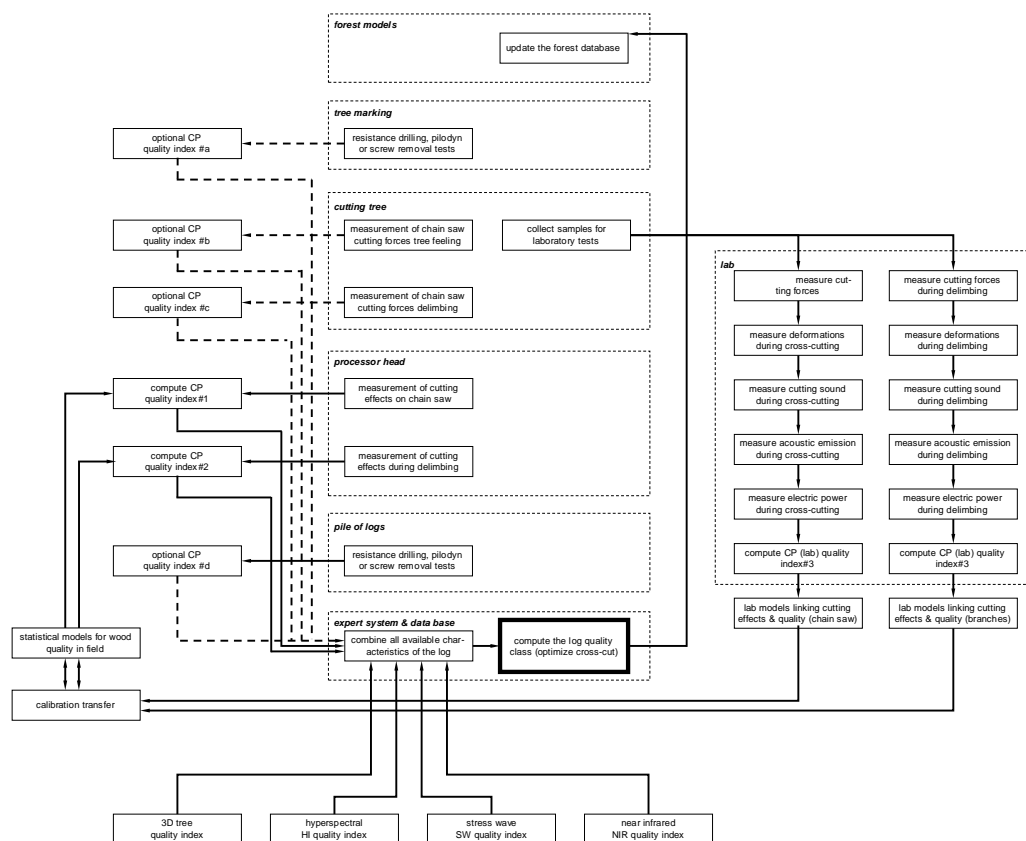 forest models
update the forest database
tree marking
optional CP
quality index #a
resistance drilling, pilodyn
or screw removal tests
cutting tree
optional CP
quality index #b
measurement of chain saw
cutting forces tree feeling
collect samples for
laboratory tests
optional CP
quality index #c
measurement of chain saw
cutting forces delimbing
lab
measure cut-
ting forces
measure cutting forces
during delimbing
measure deformations
during cross-cutting
measure deformations
during delimbing
measure cutting sound
during cross-cutting
measure cutting sound
during delimbing
measure acoustic emission
during cross-cutting
measure acoustic emission
during delimbing
measure electric power
during cross-cutting
measure electric power
during delimbing
compute CP (lab) quality
index#3
compute CP (lab) quality
index#3
lab models linking cutting
effects & quality (chain saw)
lab models linking cutting
effects & quality (branches)
processor head
compute CP
quality index#1
measurement of cutting
effects on chain saw
compute CP
quality index#2
measurement of cutting
effects during delimbing
pile of logs
optional CP
quality index #d
resistance drilling, pilodyn
or screw removal tests
expert system & data base
combine all available char-
acteristics of the log
compute the log quality
class (optimize cross-cut)
statistical models for wood
quality in field
calibration transfer
3D tree
quality index
hyperspectral
HI quality index
stress wave
SW quality index
near infrared
NIR quality index